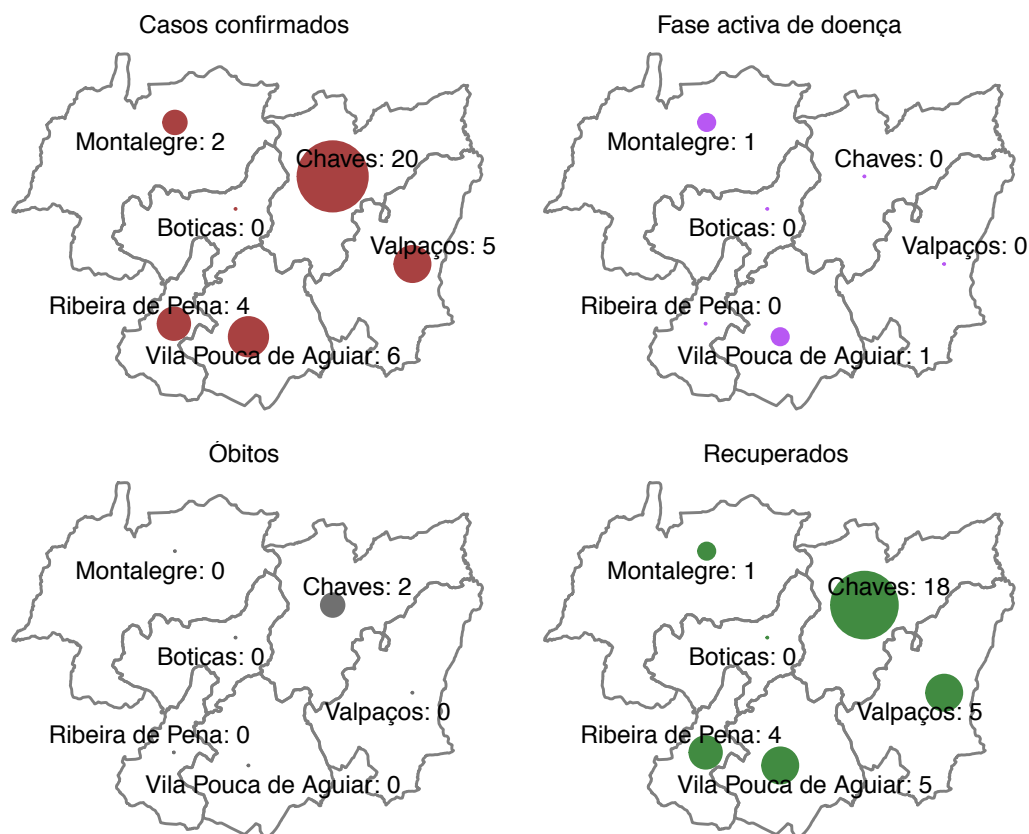 Casos confirmados
Montalegre: 2
Chaves: 20
Boticas: 0
Valpaços: 5
Ribeira de Pena: 4
Vila Pouca de Aguiar: 6
Fase activa de doença
Montalegre: 1
Chaves: 0
Boticas: 0
Valpaços: 0
Ribeira de Pena: 0
Vila Pouca de Aguiar: 1
Óbitos
Montalegre: 0
Chaves: 2
Boticas: 0
Valpaços: 0
Ribeira de Pena: 0
Vila Pouca de Aguiar: 0
Recuperados
Montalegre: 1
Chaves: 18
Boticas: 0
Valpaços: 5
Ribeira de Pena: 4
Vila Pouca de Aguiar: 5